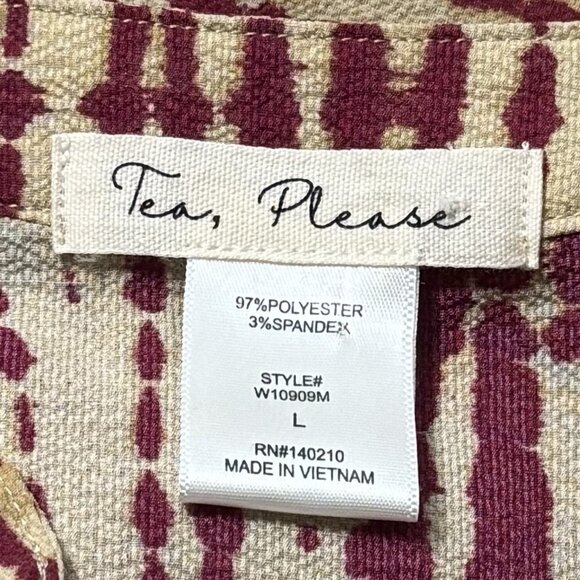 Tea, Please
97%POLYESTER
3%SPANDEX
STYLE#
W10909M
L
RN#140210
MADE IN VIETNAM